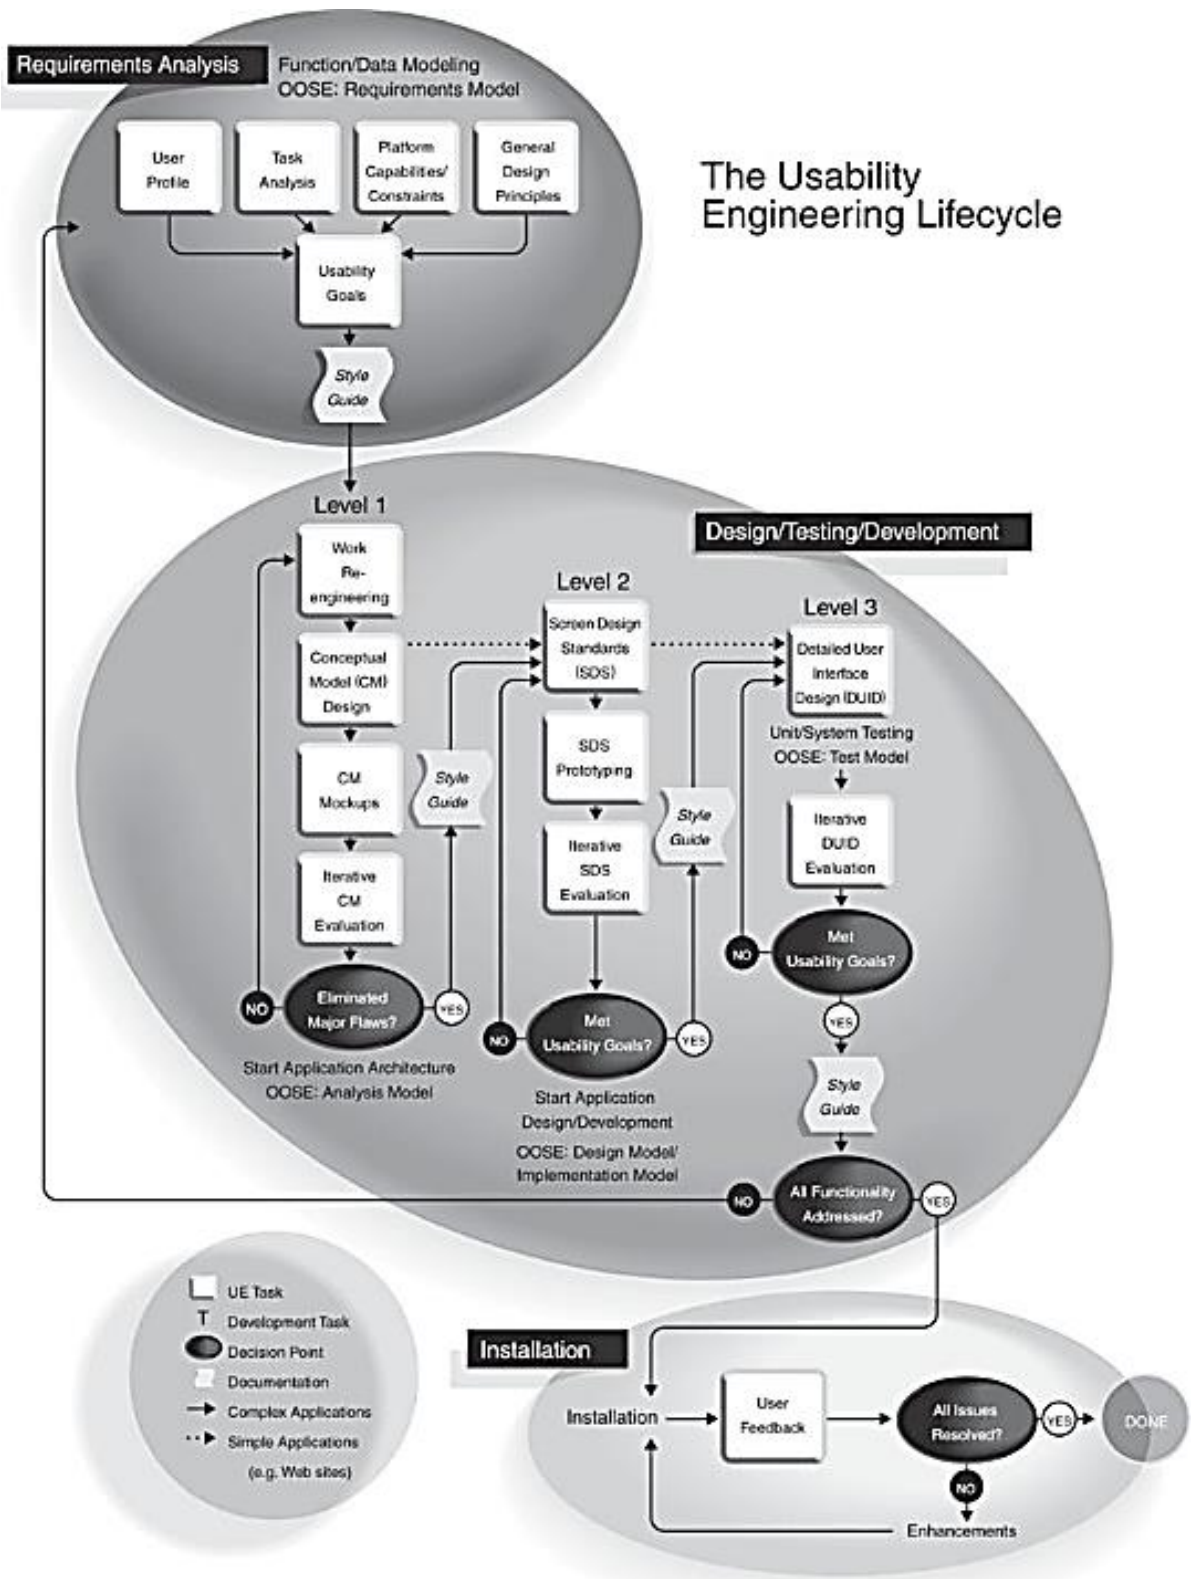 Requirements Analysis
Function/Data Modeling
OOSE: Requirements Model
User
Profile
Task
Analysis
Platform
Capabilities/
Constraints
General
Design
Principles
The Usability
Engineering Lifecycle
Usability
Goals
Style
Guide
Level 1
Work
Re-
engineering
Conceptual
Model (CM)
Design
CM
Mockups
Iterative
CM
Evaluation
Eliminated
Major Flaws?
NO
YES
Start Application Architecture
OOSE: Analysis Model
Style
Guide
Design/Testing/Development
Level 2
Screen Design
Standards
(SDS)
SDS
Prototyping
Iterative
SDS
Evaluation
Met
Usability Goals?
NO
YES
Start Application
Design/Development
OOSE: Design Model/
Implementation Model
Style
Guide
Level 3
Detailed User
Interface
Design (DUID)
Unit/System Testing
OOSE: Test Model
Iterative
DUID
Evaluation
Met
Usability Goals?
NO
YES
Style
Guide
All Functionality
Addressed?
NO
YES
UE Task
T Development Task
Decision Point
Documentation
Complex Applications
Simple Applications
(e.g. Web sites)
Installation
Installation
User
Feedback
All Issues
Resolved?
YES
DONE
NO
Enhancements